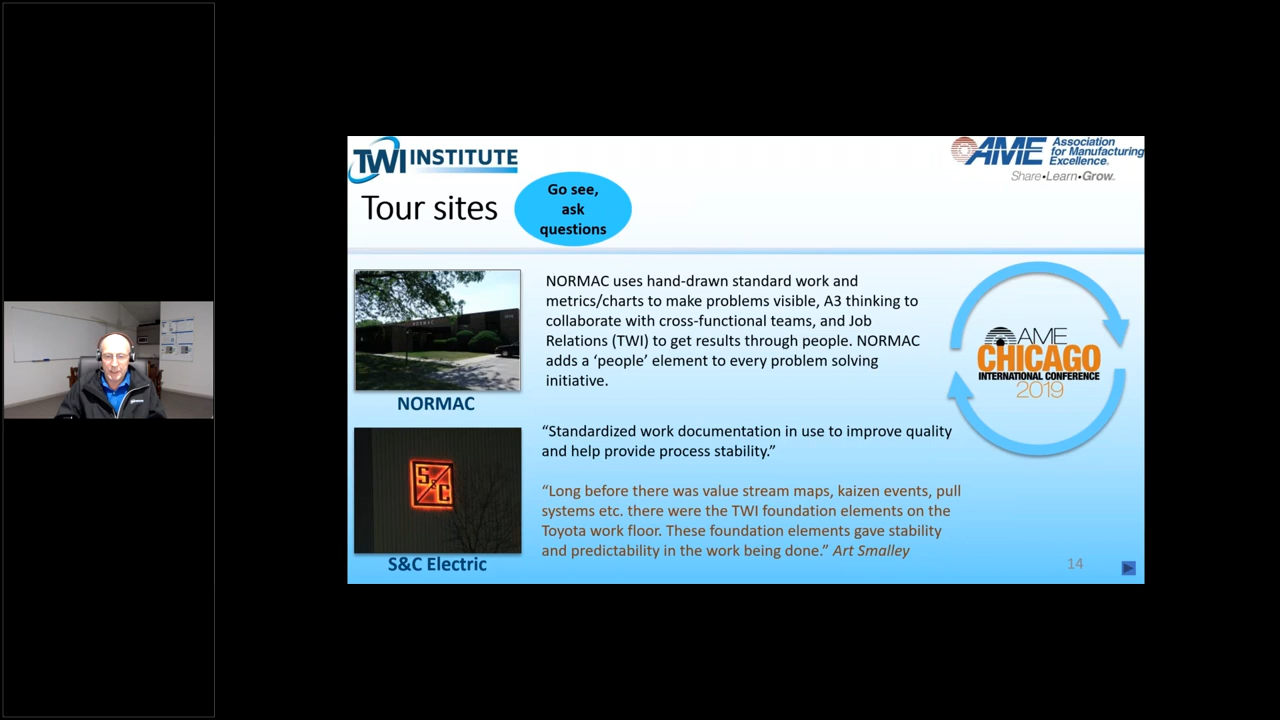 TWI INSTITUTE
AME Association
for Manufacturing
Excellence.
Share•Learn•Grow.
Tour sites
Go see,
ask
questions
NORMAC uses hand-drawn standard work and
metrics/charts to make problems visible, A3 thinking to
collaborate with cross-functional teams, and Job
Relations (TWI) to get results through people. NORMAC
adds a ‘people’ element to every problem solving
initiative.
NORMAC
AME
CHICAGO
INTERNATIONAL CONFERENCE
2019
“Standardized work documentation in use to improve quality
and help provide process stability.”
S&C
S&C Electric
“Long before there was value stream maps, kaizen events, pull
systems etc. there were the TWI foundation elements on the
Toyota work floor. These foundation elements gave stability
and predictability in the work being done.” Art Smalley
14